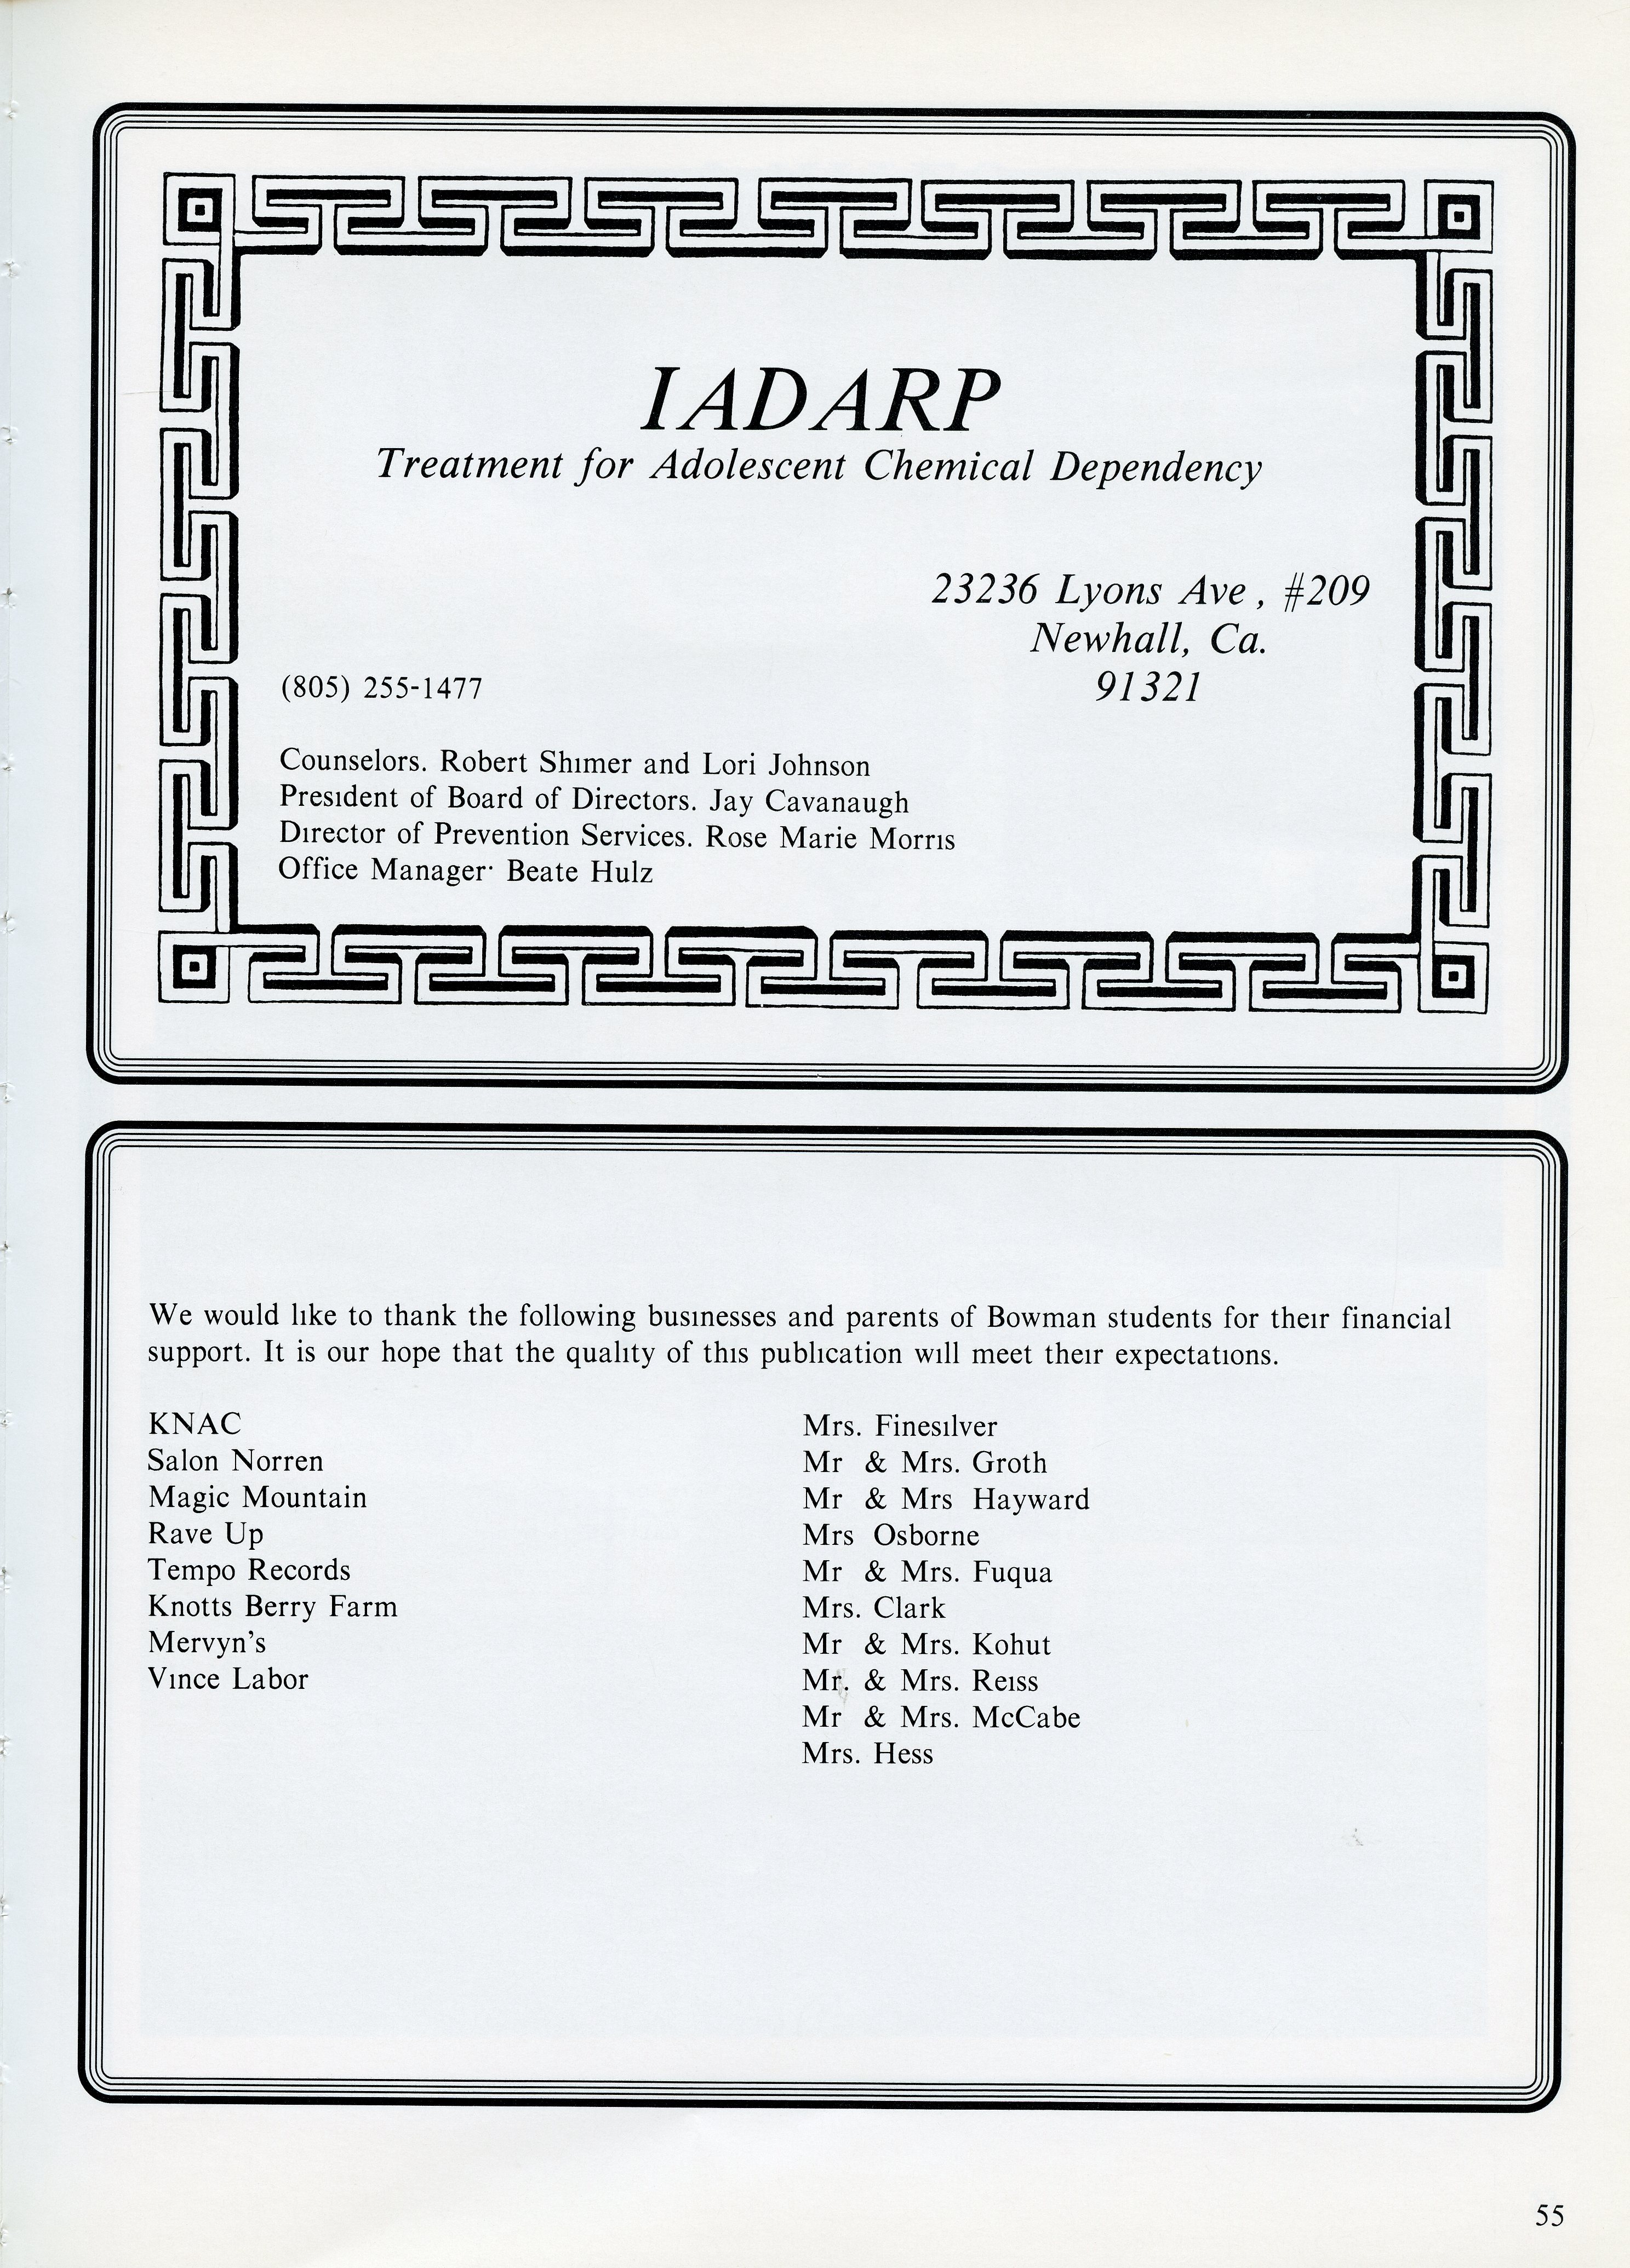 IADARP
Treatment for Adolescent Chemical Dependency
23236 Lyons Ave, #209
Newhall, Ca.
91321
(805) 255-1477
Counselors. Robert Shimer and Lori Johnson
President of Board of Directors. Jay Cavanaugh
Director of Prevention Services. Rose Marie Morris
Office Manager· Beate Hulz
We would like to thank the following businesses and parents of Bowman students for their financial
support. It is our hope that the quality of this publication will meet their expectations.
KNAC
Salon Norren
Magic Mountain
Rave Up
Tempo Records
Knotts Berry Farm
Mervyn's
Vince Labor
Mrs. Finesilver
Mr & Mrs. Groth
Mr & Mrs Hayward
Mrs Osborne
Mr & Mrs. Fuqua
Mrs. Clark
Mr & Mrs. Kohut
Mr. & Mrs. Reiss
Mr & Mrs. McCabe
Mrs. Hess
55